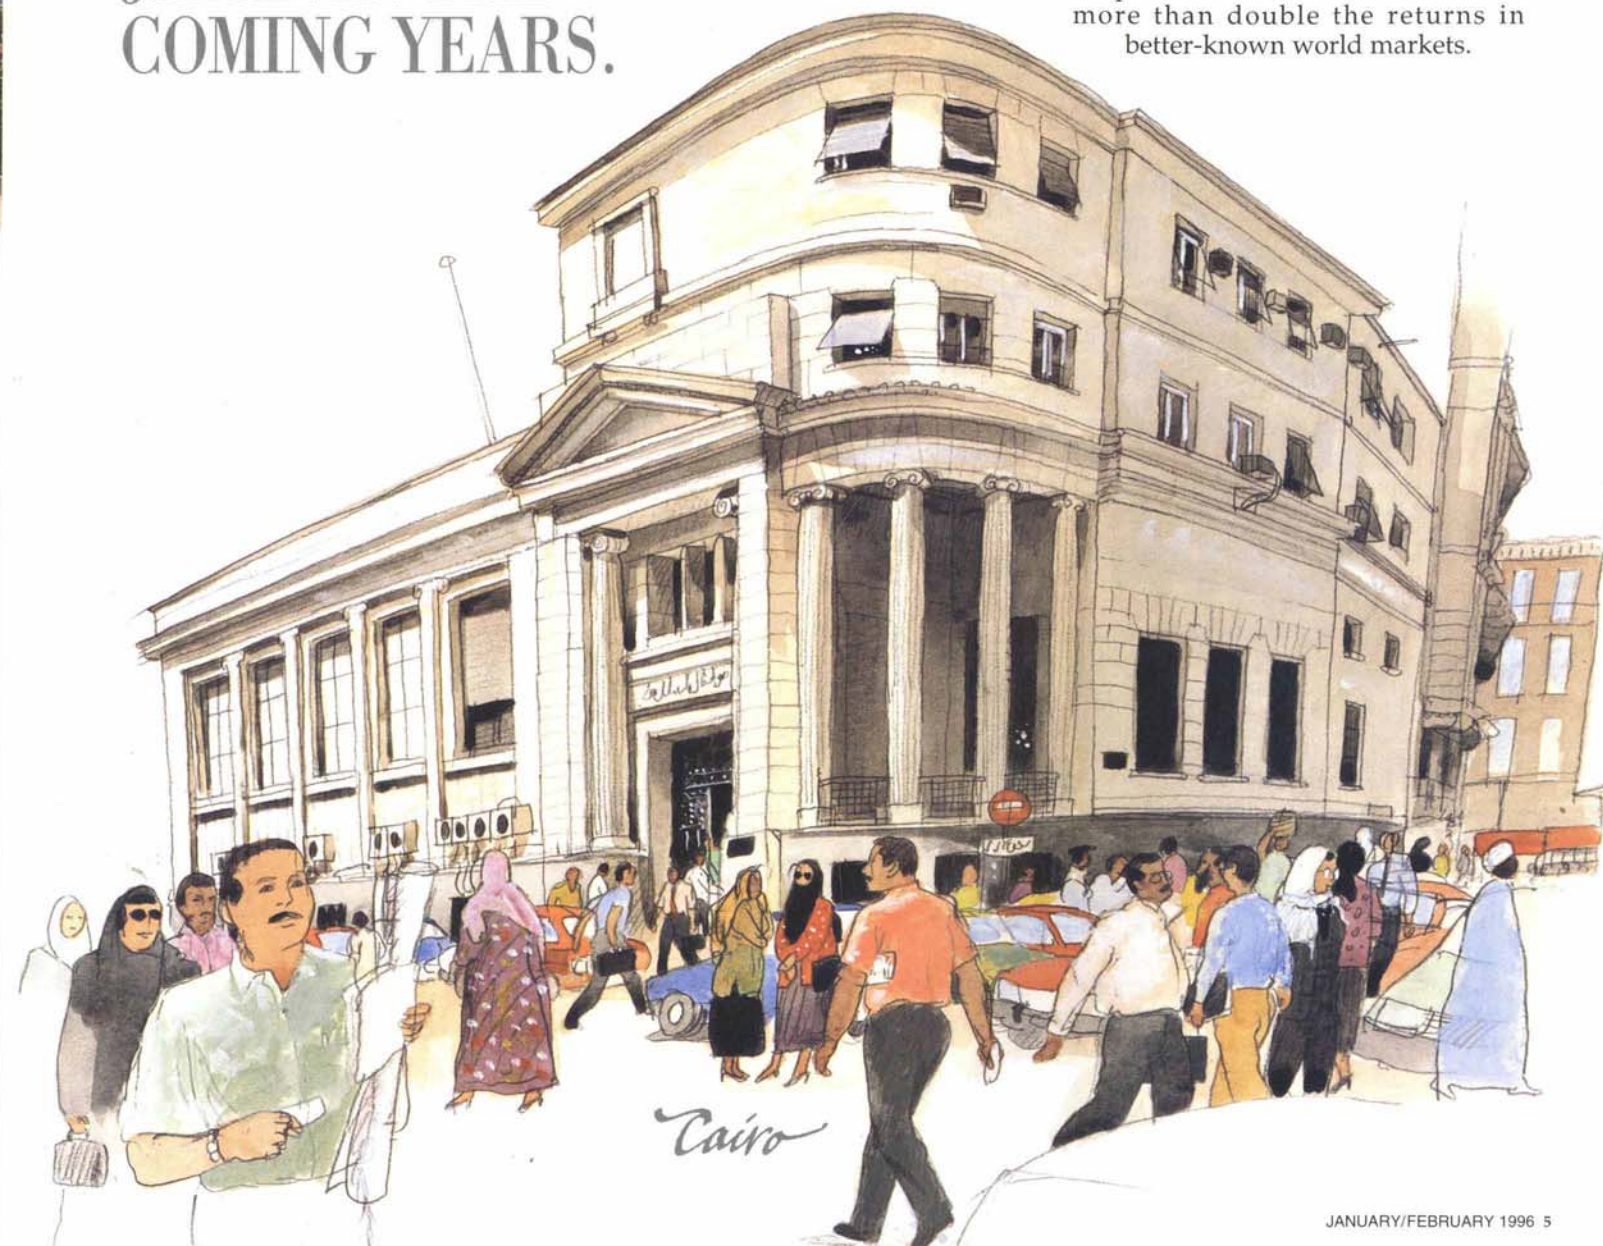 COMING YEARS.
more than double the returns in
better-known world markets.
Cairo
JANUARY/FEBRUARY 1996 5